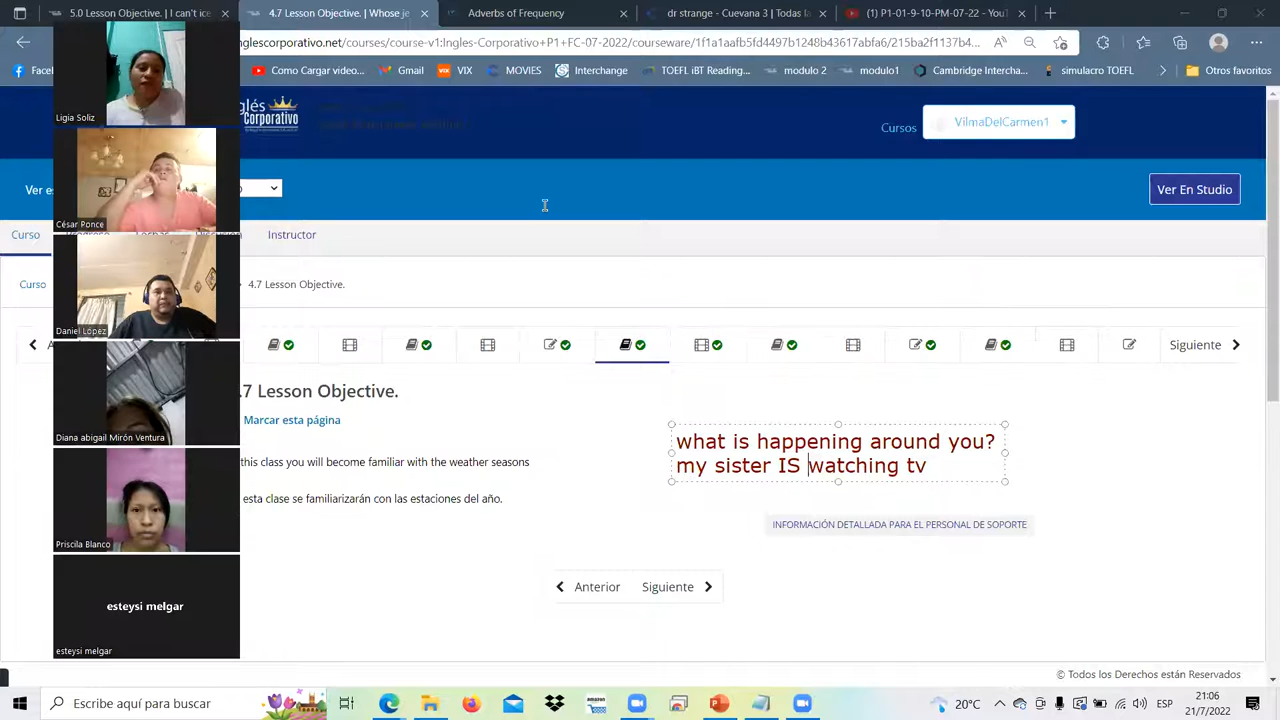 5.0 Lesson Objective. | I can't ice
4.7 Lesson Objective. | Whose je
Adverbs of Frequency
dr strange - Cuevana 3 | Todas
11-01-9-10-PM-07-22 - You
inglescorporativo.net/courses/course-v1:Ingles-Corporativo+P1+FC-07-2022/courseware/1f1a1aafb5fd4497b1248b43617abfa6/215ba2f1137b4...
Faceb
Como Cargar video...
Gmail
VIX
MOVIES
Interchange
TOEFL iBT Reading...
modulo 2
modulo1
Cambridge Intercha...
simulacro TOEFL
Otros favoritos
Inglés
Corporativo
Cursos
VilmaDelCarmen1
Ver es
Ver En Studio
Curso
Progreso
Fechas
Discusión
Instructor
Curso
4.7 Lesson Objective.
Siguiente
.7 Lesson Objective.
Marcar esta página
this class you will become familiar with the weather seasons
esta clase se familiarizarán con las estaciones del año.
what is happening around you?
my sister IS watching tv
INFORMACIÓN DETALLADA PARA EL PERSONAL DE SOPORTE
Anterior
Siguiente
© Todos los Derechos están Reservados
Ligia Soliz
César Ponce
Daniel López
Diana abigail Mirón Ventura
Priscila Blanco
esteysi melgar
esteysi melgar
Escribe aquí para buscar
20°C
ESP
21:06
21/7/2022